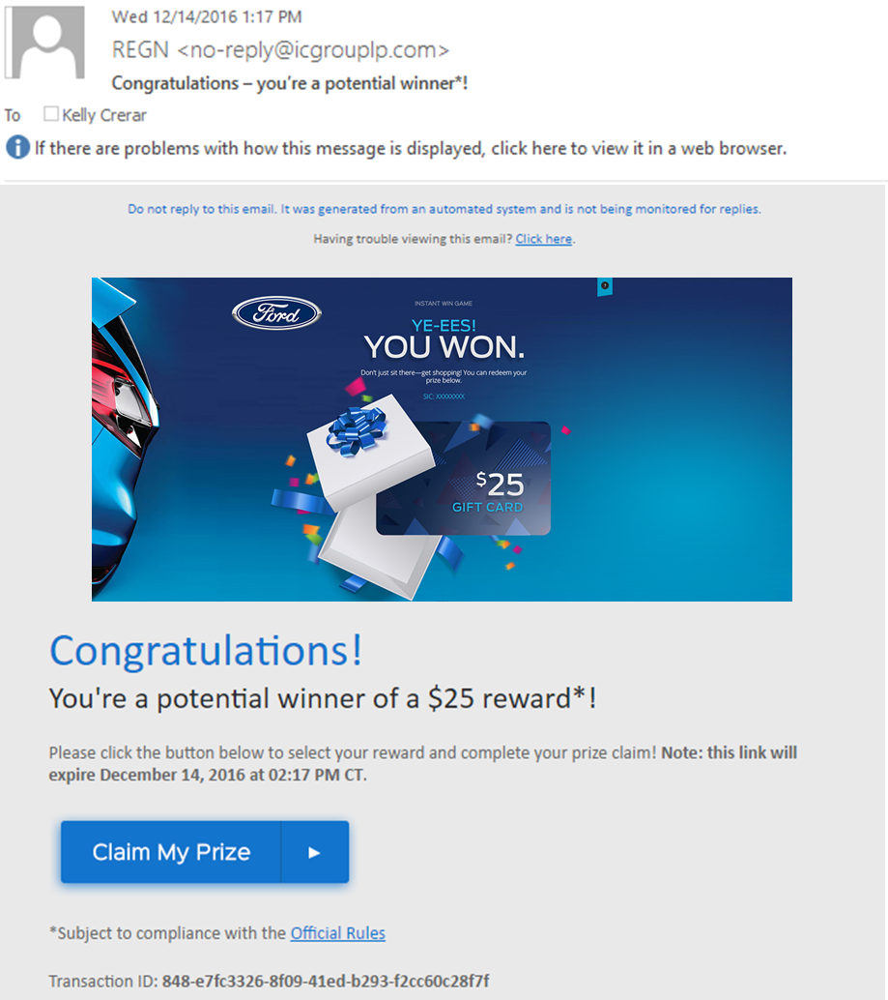 Wed 12/14/2016 1:17 PM
REGN <no-reply@icgrouplp.com>
Congratulations – you're a potential winner*!
To Kelly Crerar
If there are problems with how this message is displayed, click here to view it in a web browser.
Do not reply to this email. It was generated from an automated system and is not being monitored for replies.
Having trouble viewing this email? Click here.
Ford
INSTANT WIN GAME
YE-EES!
YOU WON.
Don't just sit there—get shopping! You can redeem your
prize below.
SIC: XXXXXXXX
$25
GIFT CARD
Congratulations!
You're a potential winner of a $25 reward*!
Please click the button below to select your reward and complete your prize claim! Note: this link will
expire December 14, 2016 at 02:17 PM CT.
Claim My Prize
*Subject to compliance with the Official Rules
Transaction ID: 848-e7fc3326-8f09-41ed-b293-f2cc60c28f7f